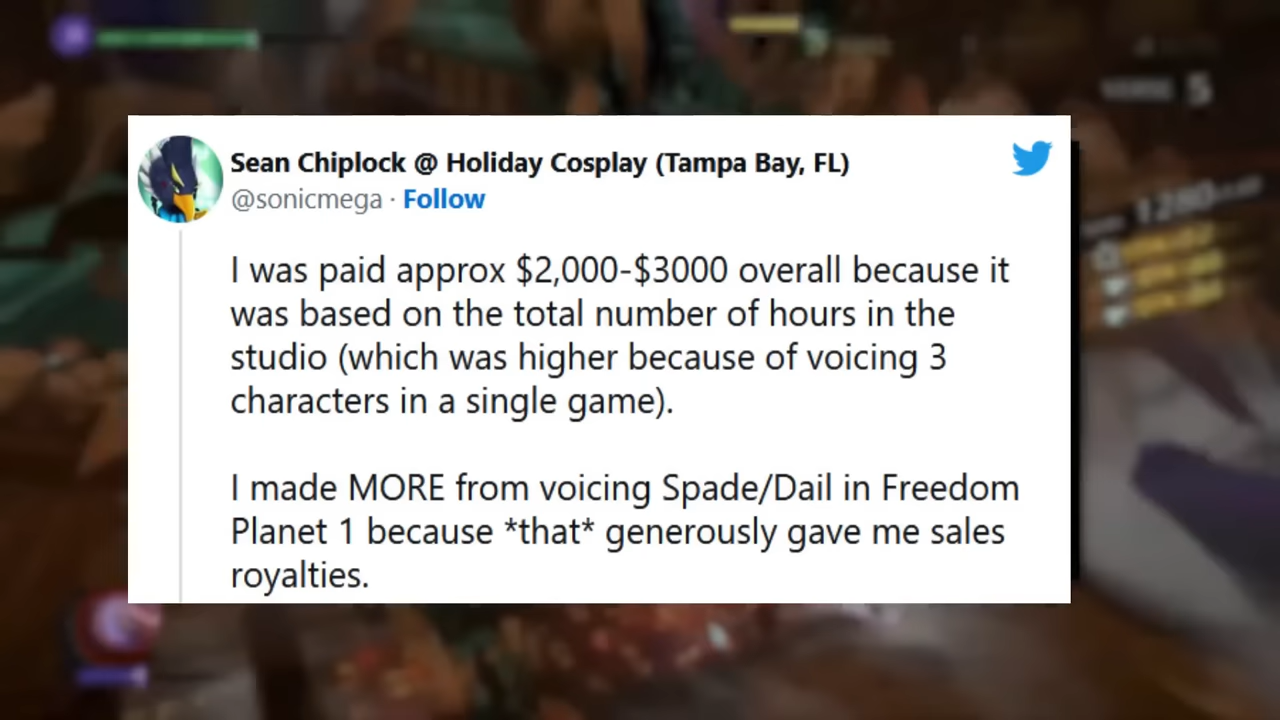 Sean Chiplock @ Holiday Cosplay (Tampa Bay, FL)
@sonicmega · Follow
I was paid approx $2,000-$3000 overall because it
was based on the total number of hours in the
studio (which was higher because of voicing 3
characters in a single game).
I made MORE from voicing Spade/Dail in Freedom
Planet 1 because *that* generously gave me sales
royalties.
5
1280